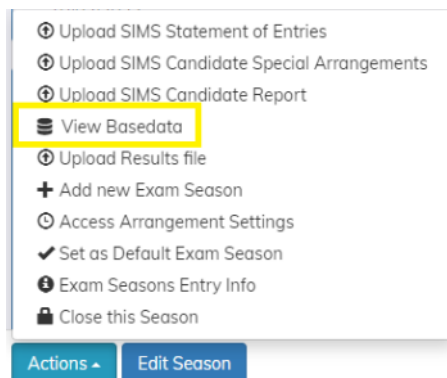 Upload SIMS Statement of Entries
Upload SIMS Candidate Special Arrangements
Upload SIMS Candidate Report
View Basedata
Upload Results file
Add new Exam Season
Access Arrangement Settings
Set as Default Exam Season
Exam Seasons Entry Info
Close this Season
Actions Edit Season